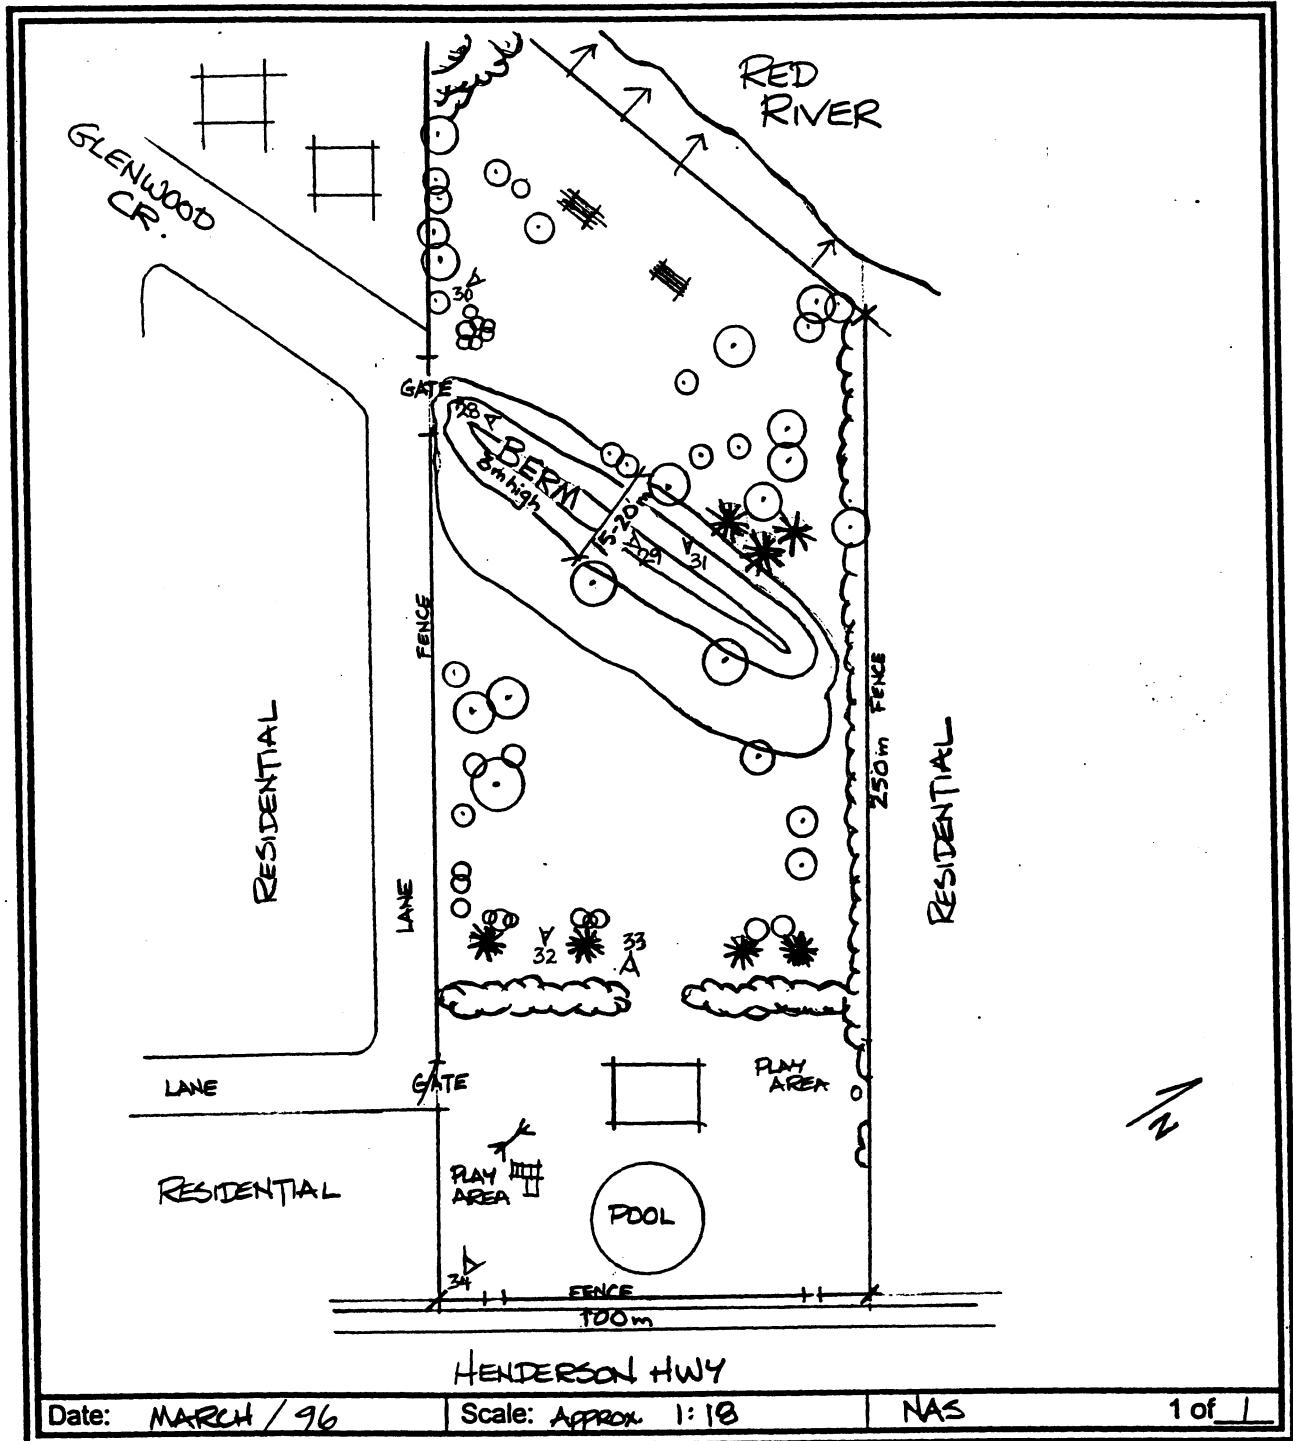 RED
RIVER
GLENWOOD
CR.
30
GATE
28
BERM
3m high
15-20m
29
31
FENCE
250m FENCE
RESIDENTIAL
RESIDENTIAL
LANE
32
33
LANE
GATE
PLAY
AREA
RESIDENTIAL
PLAY
AREA
POOL
N
34
FENCE
100m
HENDERSON HWY
Date: MARCH / 96 Scale: APPROX 1:18 NAS 1 of 1